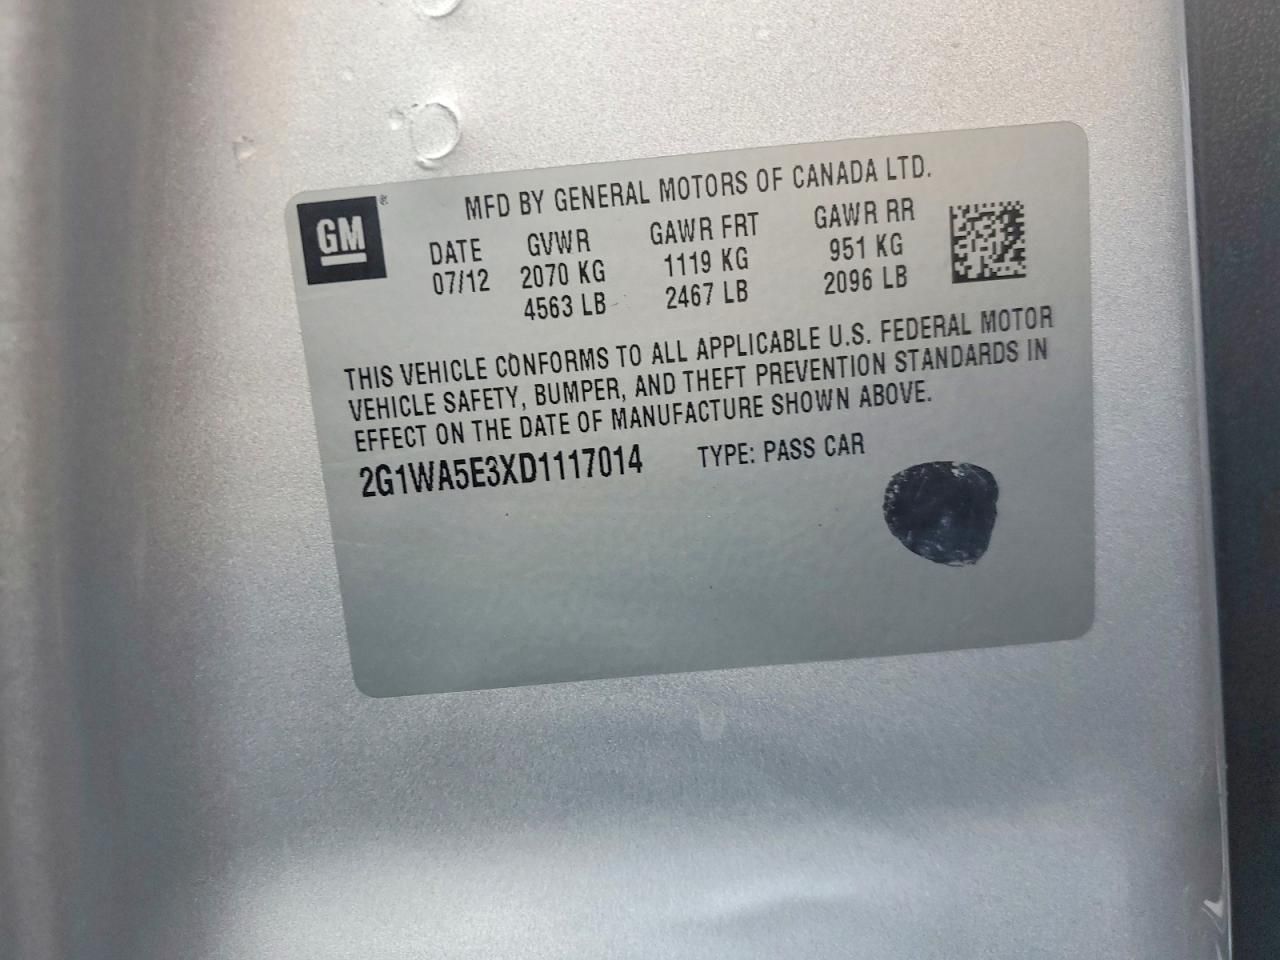 MFD BY GENERAL MOTORS OF CANADA LTD.
GM®
DATE GVWR GAWR FRT GAWR RR
07/12 2070 KG 1119 KG 951 KG
4563 LB 2467 LB 2096 LB
THIS VEHICLE CONFORMS TO ALL APPLICABLE U.S. FEDERAL MOTOR
VEHICLE SAFETY, BUMPER, AND THEFT PREVENTION STANDARDS IN
EFFECT ON THE DATE OF MANUFACTURE SHOWN ABOVE.
2G1WA5E3XD1117014 TYPE: PASS CAR